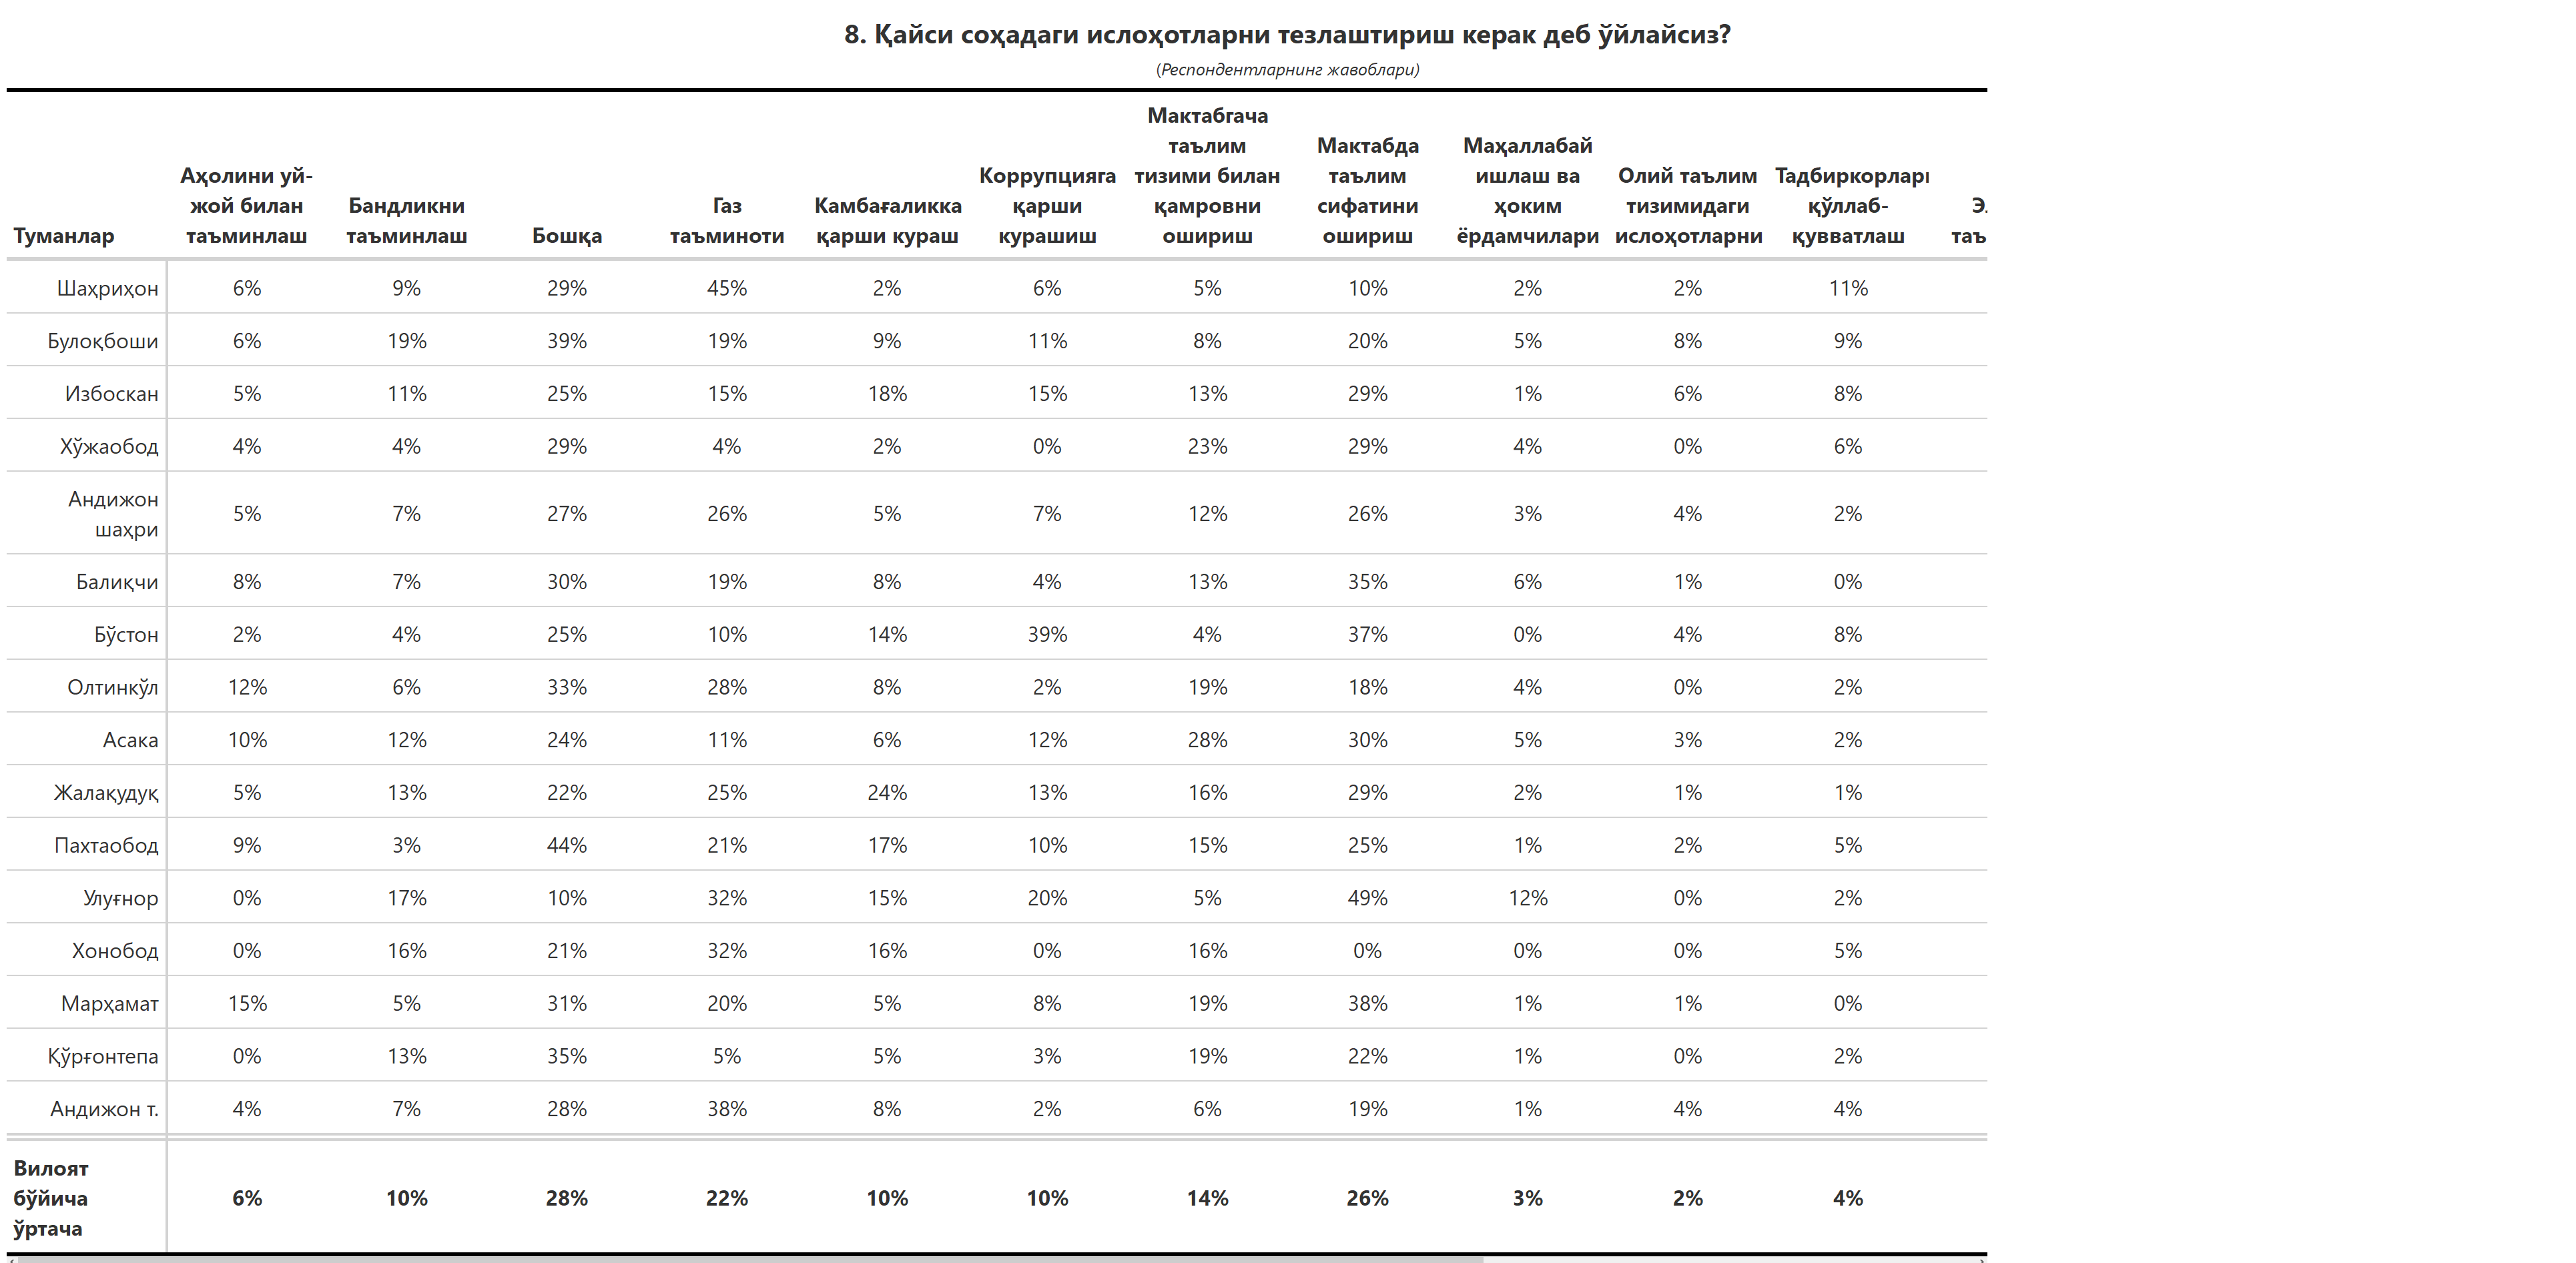 8. Қайси соҳадаги ислоҳотларни тезлаштириш керак деб ўйлайсиз?
(Респондентларнинг жавоблари)
Туманлар
Аҳолини уй-
жой билан
таъминлаш
Бандликни
таъминлаш
Бошқа
Газ
таъминоти
Камбағаликка
қарши кураш
Коррупцияга
қарши
курашиш
Мактабгача
таълим
тизими билан
қамровни
ошириш
Мактабда
таълим
сифатини
ошириш
Маҳаллабай
ишлаш ва
ҳоким
ёрдамчилари
Олий таълим
тизимидаги
ислоҳотларни
Тадбиркорлар
қўллаб-
қувватлаш
Э
таъ
Шаҳриҳон 6% 9% 29% 45% 2% 6% 5% 10% 2% 2% 11%
Булоқбоши 6% 19% 39% 19% 9% 11% 8% 20% 5% 8% 9%
Избоскан 5% 11% 25% 15% 18% 15% 13% 29% 1% 6% 8%
Хўжаобод 4% 4% 29% 4% 2% 0% 23% 29% 4% 0% 6%
Андижон
шаҳри 5% 7% 27% 26% 5% 7% 12% 26% 3% 4% 2%
Балиқчи 8% 7% 30% 19% 8% 4% 13% 35% 6% 1% 0%
Бўстон 2% 4% 25% 10% 14% 39% 4% 37% 0% 4% 8%
Олтинкўл 12% 6% 33% 28% 8% 2% 19% 18% 4% 0% 2%
Асака 10% 12% 24% 11% 6% 12% 28% 30% 5% 3% 2%
Жалақудуқ 5% 13% 22% 25% 24% 13% 16% 29% 2% 1% 1%
Пахтаобод 9% 3% 44% 21% 17% 10% 15% 25% 1% 2% 5%
Улуғнор 0% 17% 10% 32% 15% 20% 5% 49% 12% 0% 2%
Хонобод 0% 16% 21% 32% 16% 0% 16% 0% 0% 0% 5%
Марҳамат 15% 5% 31% 20% 5% 8% 19% 38% 1% 1% 0%
Қўрғонтепа 0% 13% 35% 5% 5% 3% 19% 22% 1% 0% 2%
Андижон т. 4% 7% 28% 38% 8% 2% 6% 19% 1% 4% 4%
Вилоят
бўйича
ўртача 6% 10% 28% 22% 10% 10% 14% 26% 3% 2% 4%